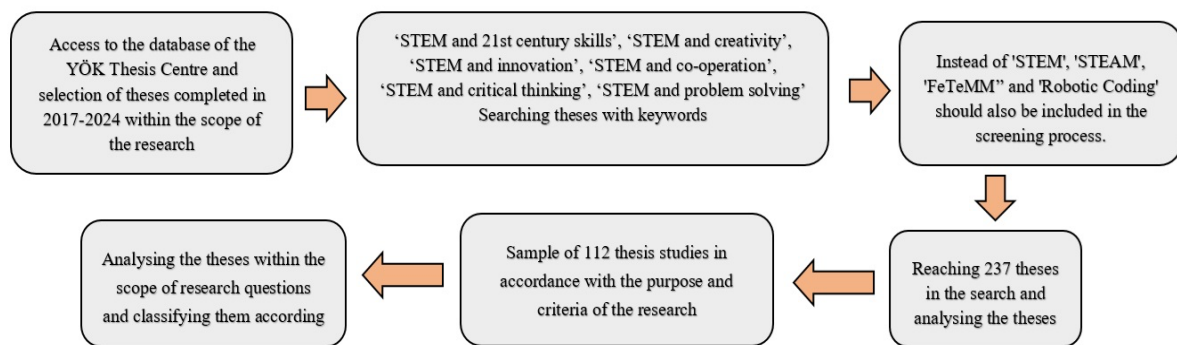 Access to the database of the
YÖK Thesis Centre and
selection of theses completed in
2017-2024 within the scope of
the research
‘STEM and 21st century skills’, ‘STEM and creativity’,
‘STEM and innovation’, ‘STEM and co-operation’,
‘STEM and critical thinking’, ‘STEM and problem solving’
Searching theses with keywords
Instead of 'STEM', 'STEAM',
'FeTeMM” and 'Robotic Coding'
should also be included in the
screening process.
Reaching 237 theses
in the search and
analysing the theses
Sample of 112 thesis studies in
accordance with the purpose and
criteria of the research
Analysing the theses within the
scope of research questions
and classifying them according